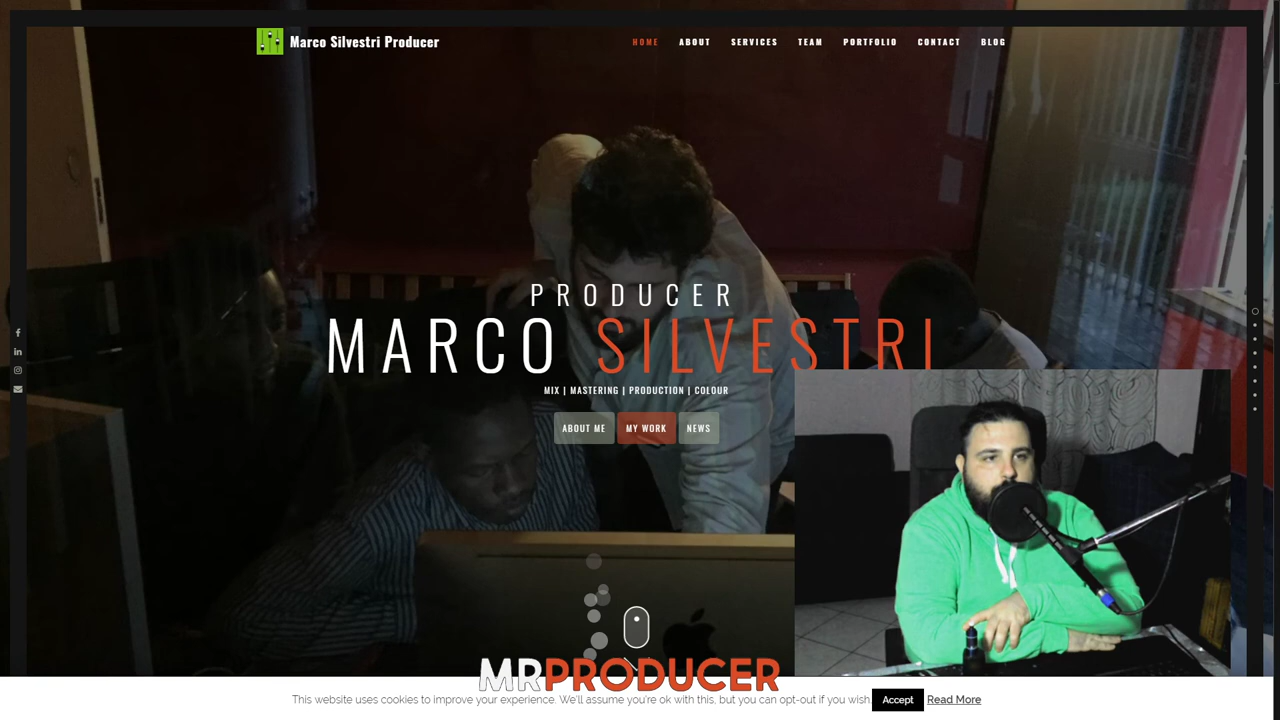 Marco Silvestri Producer
HOME ABOUT SERVICES TEAM PORTFOLIO CONTACT BLOG
PRODUCER
MARCO SILVESTRI
MIX | MASTERING | PRODUCTION | COLOUR
ABOUT ME MY WORK NEWS
MRPRODUCER
This website uses cookies to improve your experience. We'll assume you're ok with this, but you can opt-out if you wish. Accept Read More